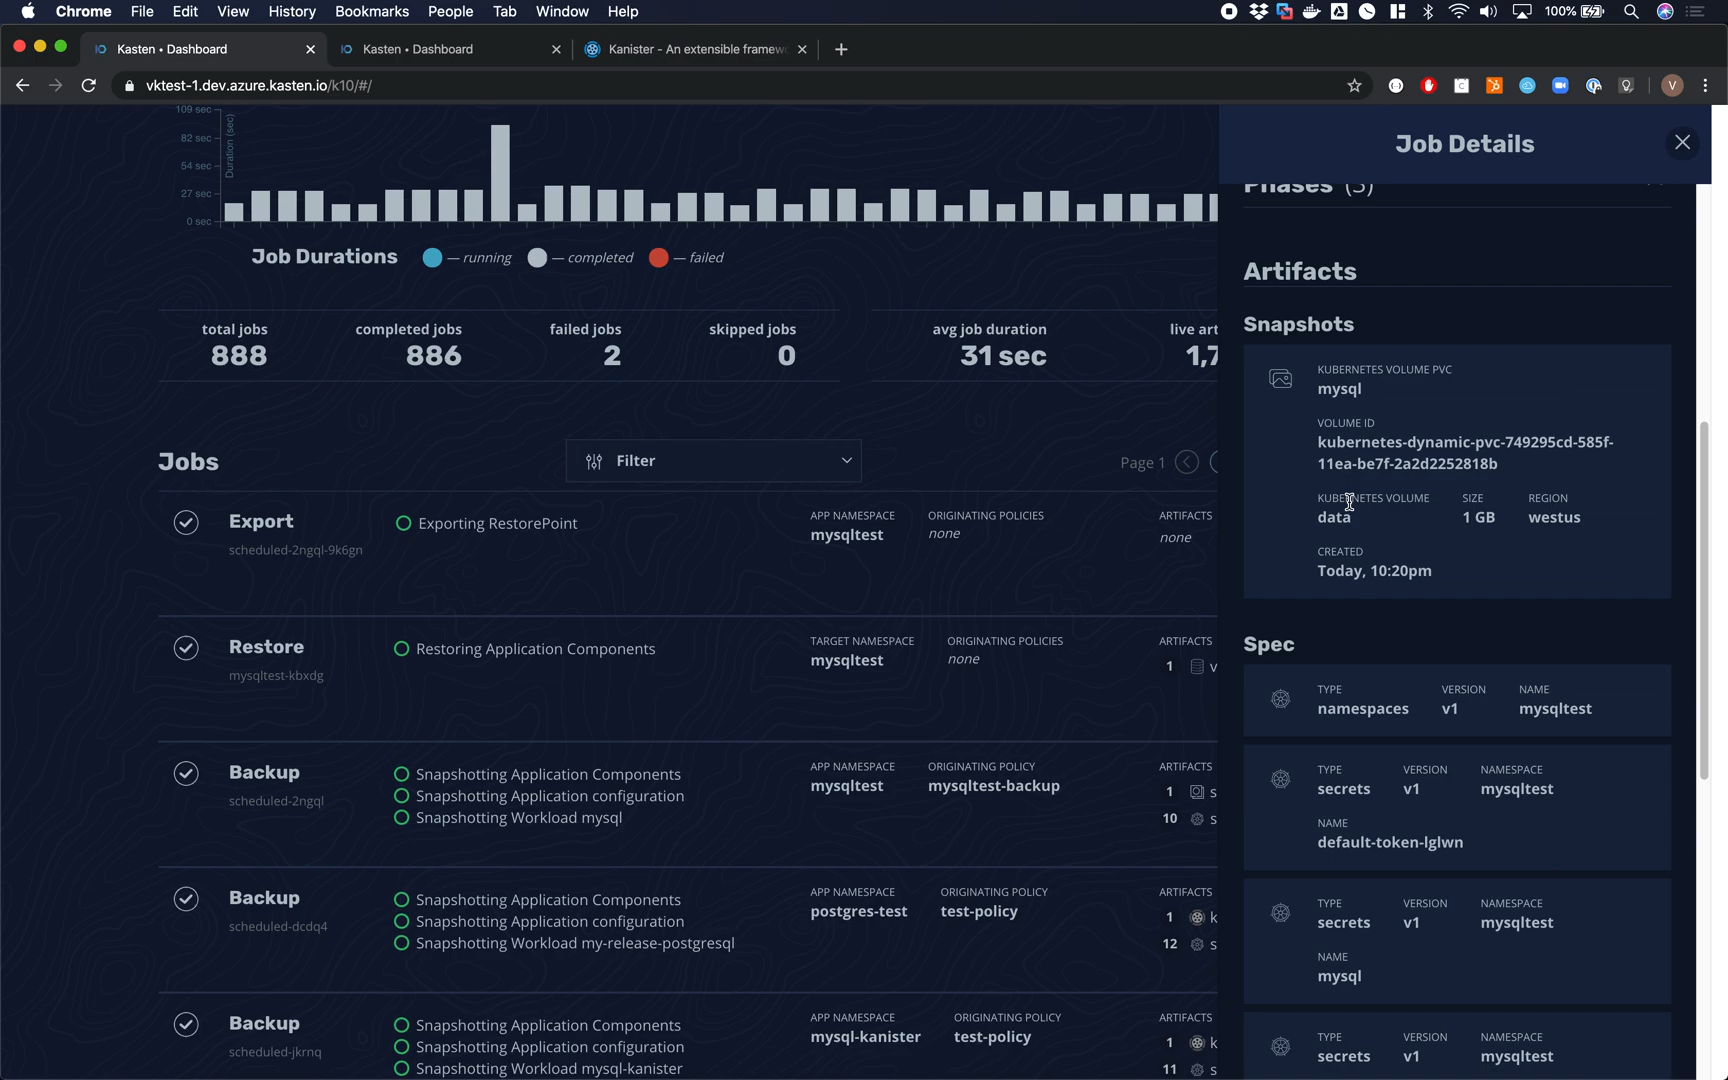 Chrome File Edit View History Bookmarks People Tab Window Help 100%
Kasten • Dashboard
Kasten • Dashboard
Kanister - An extensible framew
vktest-1.dev.azure.kasten.io/k10/#/
V
109 sec
82 sec
54 sec
27 sec
0 sec
Duration (sec)
Job Durations — running — completed — failed
total jobs completed jobs failed jobs skipped jobs avg job duration live art
888 886 2 0 31 sec 1,7
Jobs Filter Page 1
Export Exporting RestorePoint
scheduled-2ngql-9k6gn
APP NAMESPACE ORIGINATING POLICIES ARTIFACTS
mysqltest none none
Restore Restoring Application Components
mysqltest-kbxdg
TARGET NAMESPACE ORIGINATING POLICIES ARTIFACTS
mysqltest none 1 v
Backup
scheduled-2ngql
Snapshotting Application Components
Snapshotting Application configuration
Snapshotting Workload mysql
APP NAMESPACE ORIGINATING POLICY ARTIFACTS
mysqltest mysqltest-backup 1 s
10 s
Backup
scheduled-dcdq4
Snapshotting Application Components
Snapshotting Application configuration
Snapshotting Workload my-release-postgresql
APP NAMESPACE ORIGINATING POLICY ARTIFACTS
postgres-test test-policy 1 k
12 s
Backup
scheduled-jkrnq
Snapshotting Application Components
Snapshotting Application configuration
Snapshotting Workload mysql-kanister
APP NAMESPACE ORIGINATING POLICY ARTIFACTS
mysql-kanister test-policy 1 k
11 s
Job Details
Phases (3)
Artifacts
Snapshots
KUBERNETES VOLUME PVC
mysql
VOLUME ID
kubernetes-dynamic-pvc-749295cd-585f-
11ea-be7f-2a2d2252818b
KUBERNETES VOLUME SIZE REGION
data 1 GB westus
CREATED
Today, 10:20pm
Spec
TYPE VERSION NAME
namespaces v1 mysqltest
TYPE VERSION NAMESPACE
secrets v1 mysqltest
NAME
default-token-lglwn
TYPE VERSION NAMESPACE
secrets v1 mysqltest
NAME
mysql
TYPE VERSION NAMESPACE
secrets v1 mysqltest